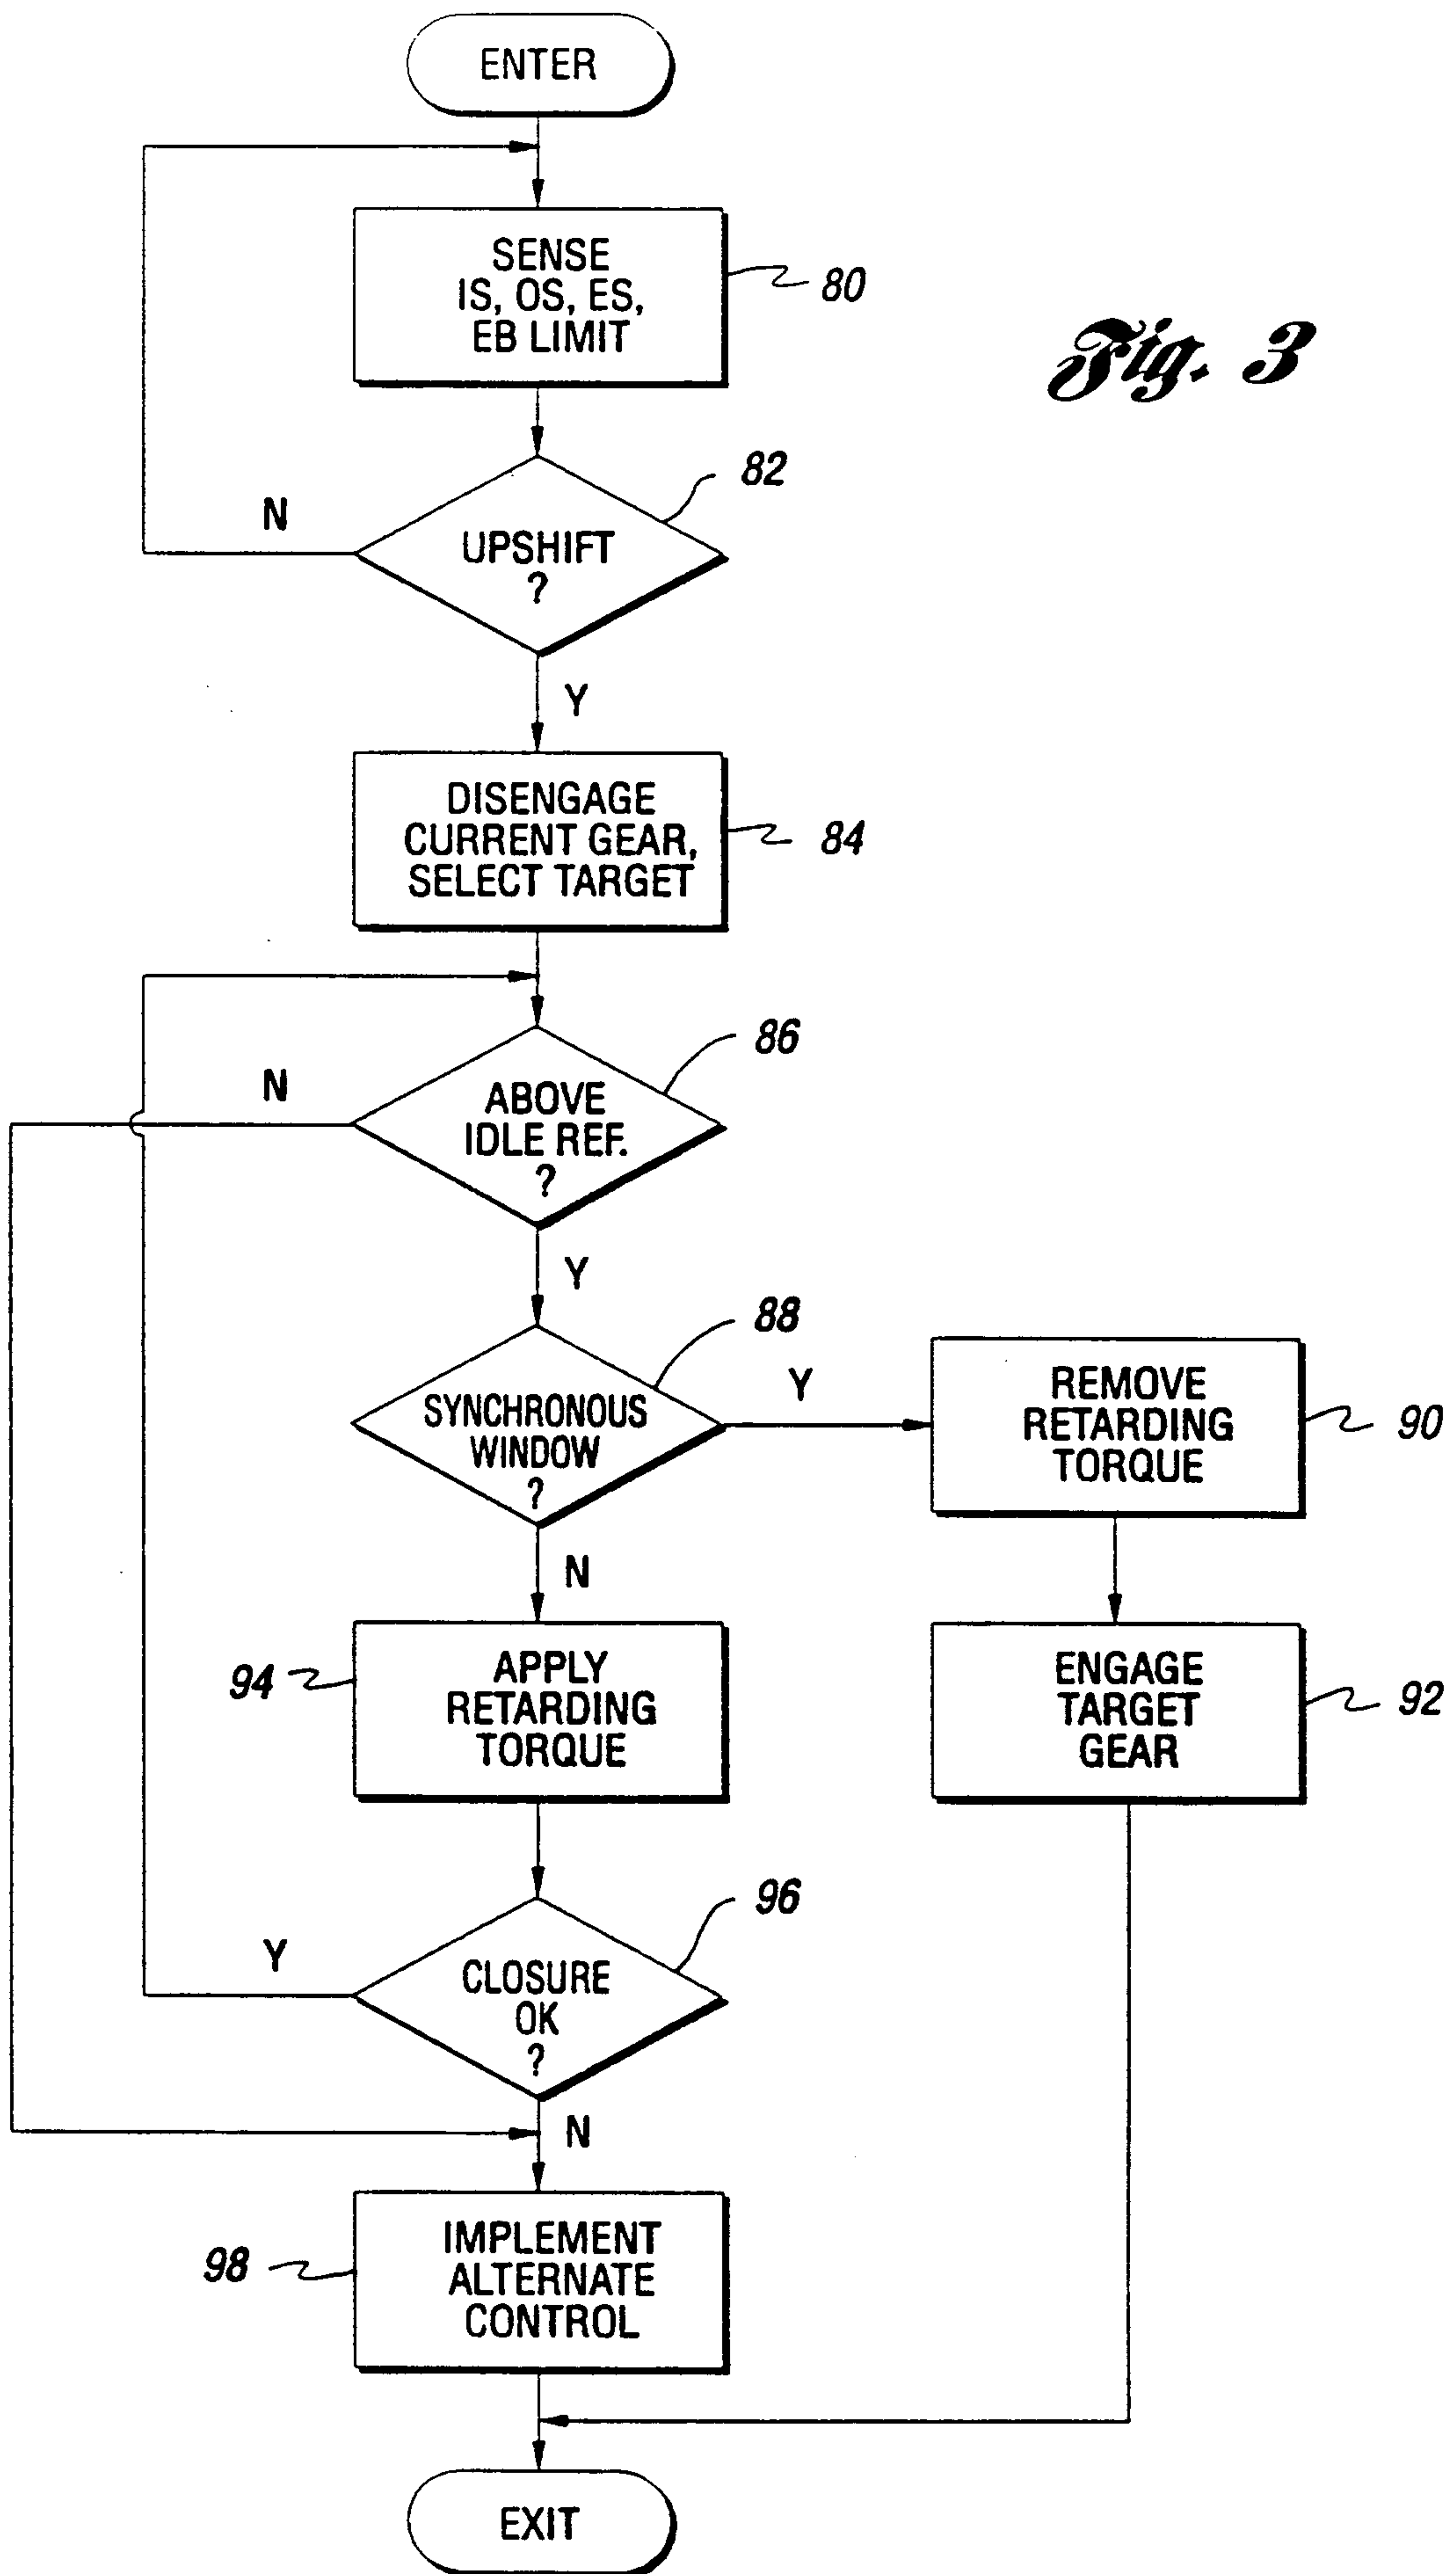 ENTER
SENSE
IS, OS, ES,
EB LIMIT
80
Fig. 3
82
N
UPSHIFT
?
Y
DISENGAGE
CURRENT GEAR,
SELECT TARGET
84
86
N
ABOVE
IDLE REF.
?
Y
88
SYNCHRONOUS
WINDOW
?
Y
REMOVE
RETARDING
TORQUE
90
N
94
APPLY
RETARDING
TORQUE
ENGAGE
TARGET
GEAR
92
96
Y
CLOSURE
OK
?
N
98
IMPLEMENT
ALTERNATE
CONTROL
EXIT